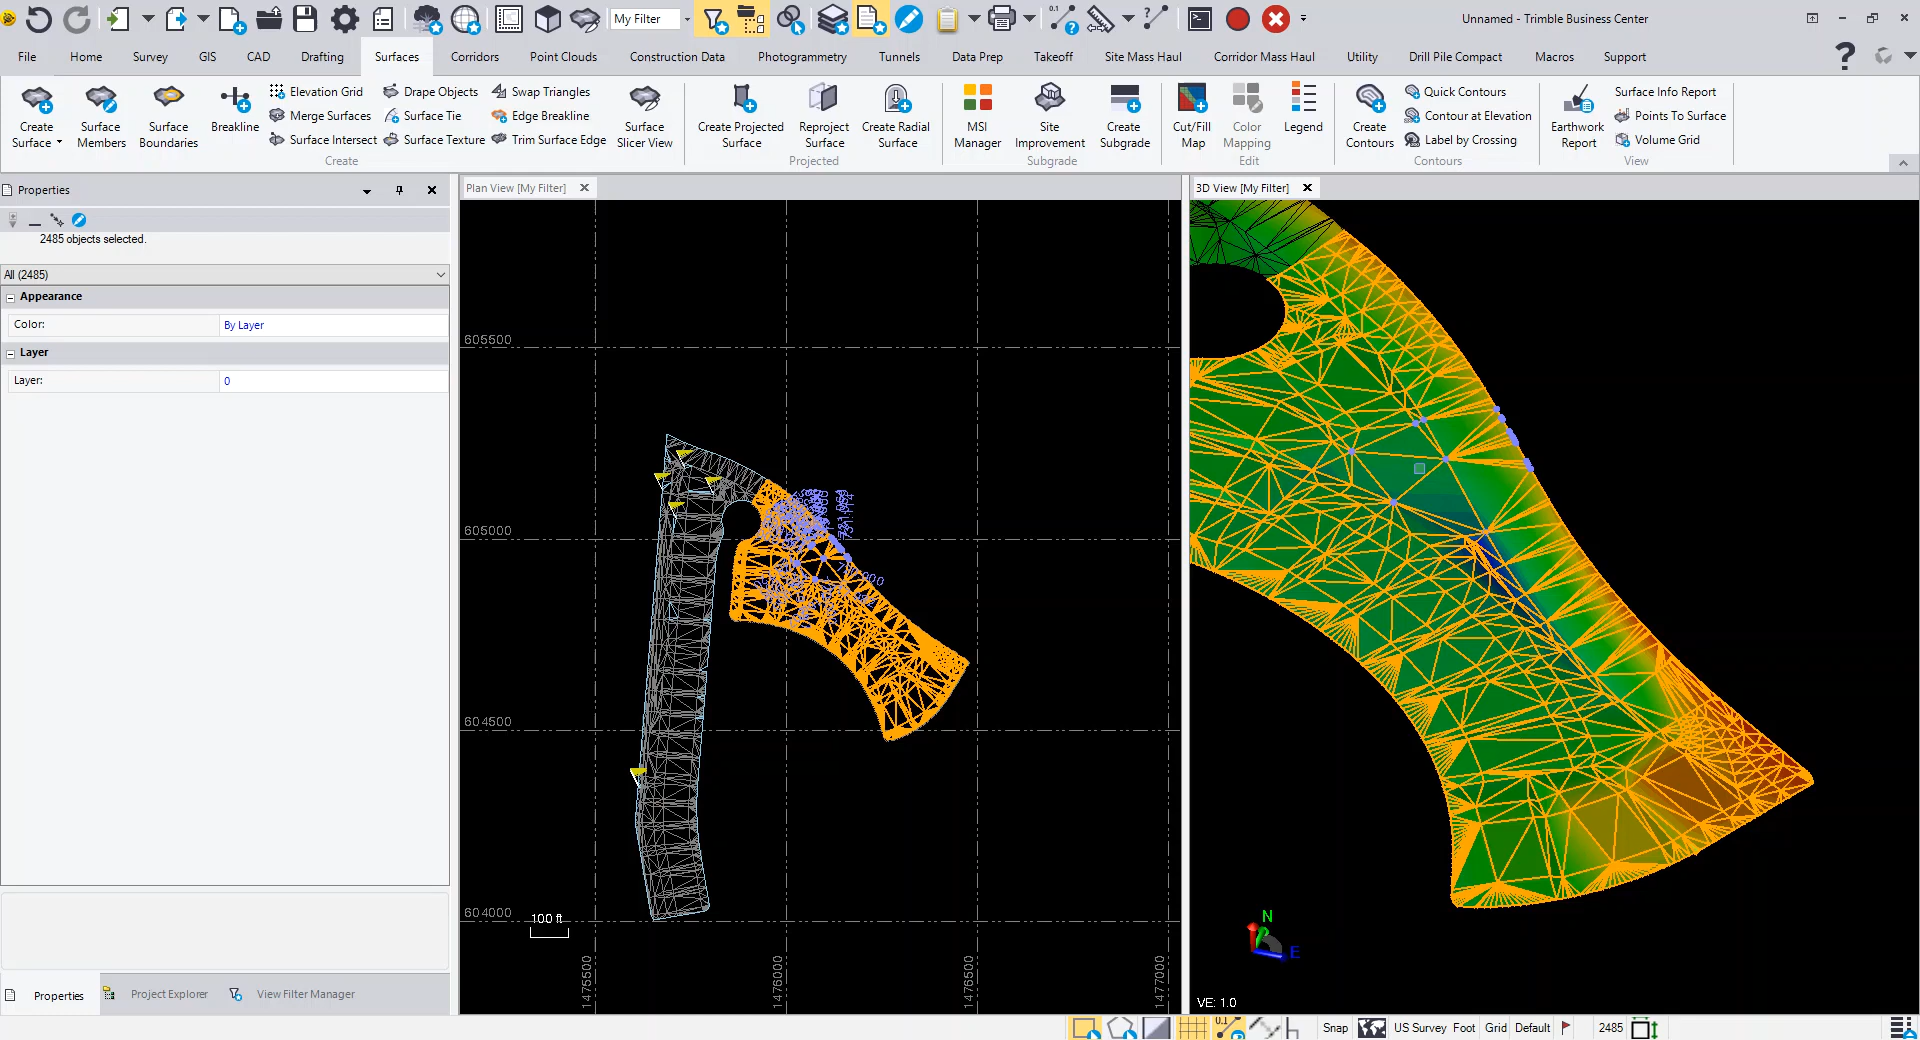 My Filter
Unnamed - Trimble Business Center
File Home Survey GIS CAD Drafting Surfaces Corridors Point Clouds Construction Data Photogrammetry Tunnels Data Prep Takeoff Site Mass Haul Corridor Mass Haul Utility Drill Pile Compact Macros Support
Create Surface
Surface Members
Surface Boundaries
Breakline
Elevation Grid
Merge Surfaces
Surface Intersect
Drape Objects
Surface Tie
Surface Texture
Swap Triangles
Edge Breakline
Trim Surface Edge
Surface Slicer View
Create
Create Projected Surface
Reproject Surface
Create Radial Surface
Projected
MSI Manager
Site Improvement
Create Subgrade
Subgrade
Cut/Fill Map
Color Mapping
Legend
Edit
Create Contours
Quick Contours
Contour at Elevation
Label by Crossing
Contours
Earthwork Report
Surface Info Report
Points To Surface
Volume Grid
View
Properties
2485 objects selected.
All (2485)
Appearance
Color: By Layer
Layer
Layer: 0
Properties Project Explorer View Filter Manager
Plan View [My Filter]
605500
605000
604500
604000
100 ft
1475500
1476000
1476500
1477000
3D View [My Filter]
N
E
VE: 1.0
Snap US Survey Foot Grid Default 2485